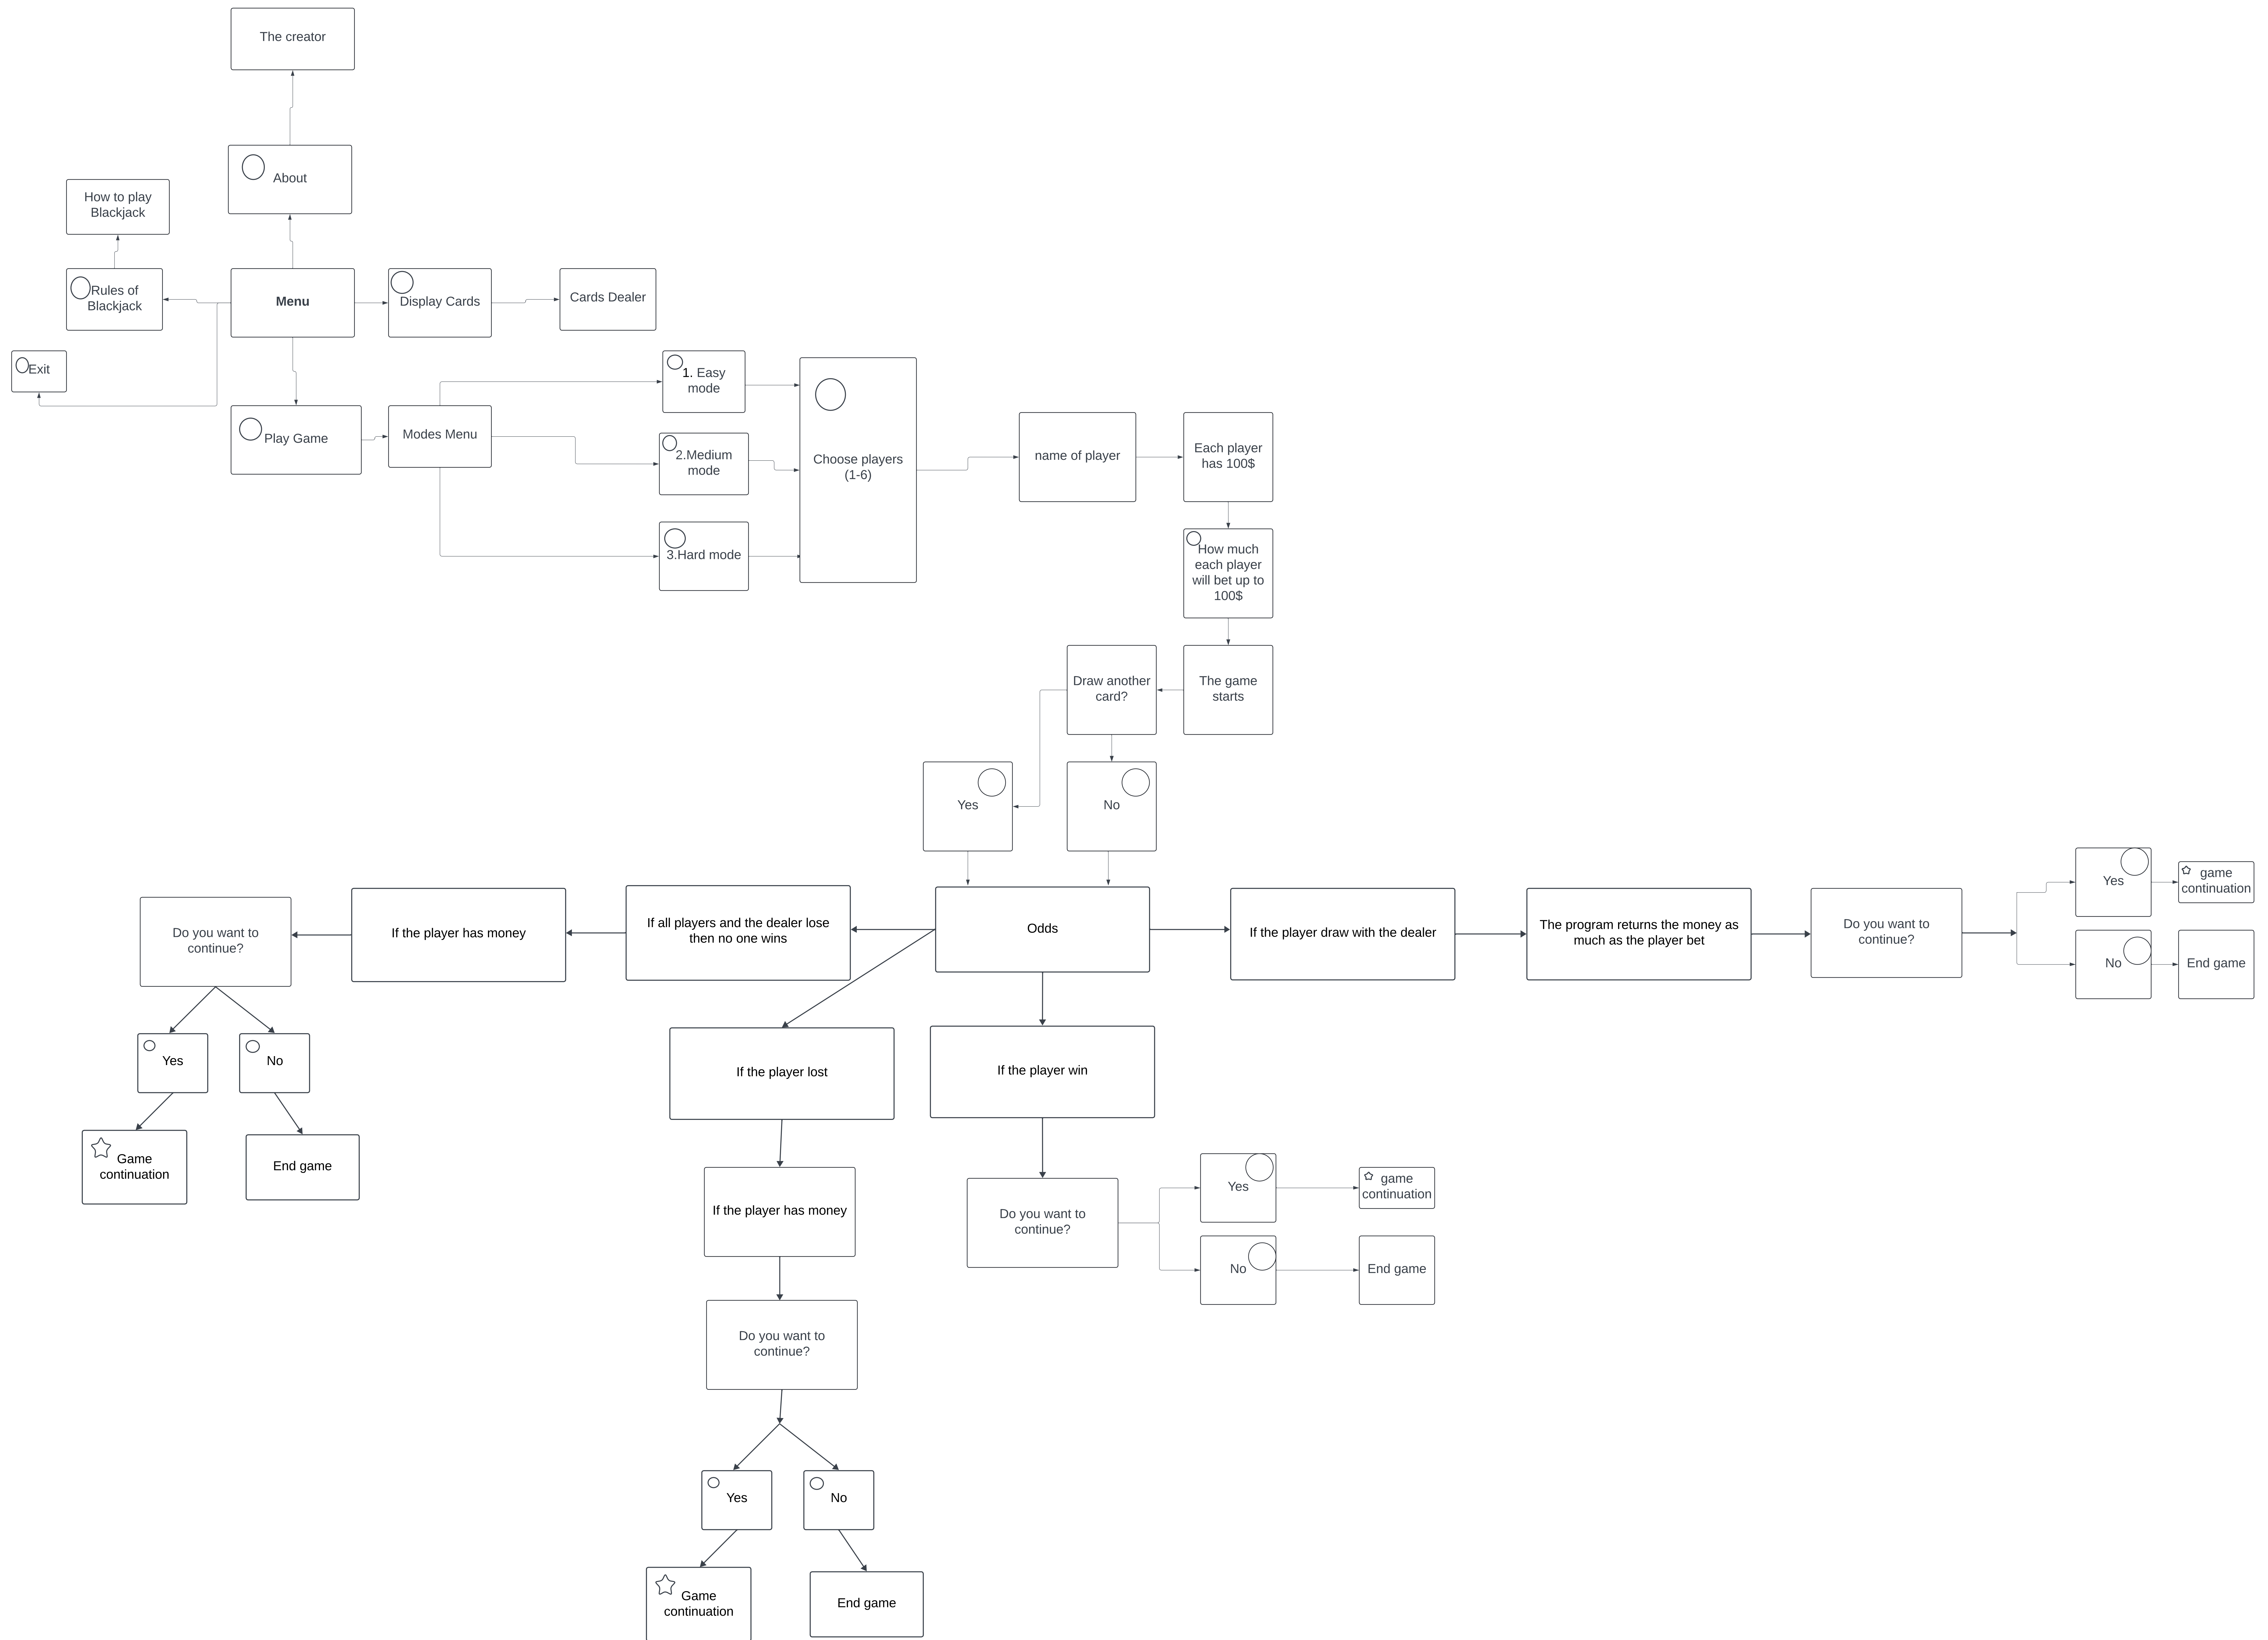 The creator
About
How to play
Blackjack
Rules of
Blackjack
Menu
Display Cards
Cards Dealer
Exit
Play Game
Modes Menu
1. Easy
mode
2.Medium
mode
3.Hard mode
Choose players
(1-6)
name of player
Each player
has 100$
How much
each player
will bet up to
100$
The game
starts
Draw another
card?
Yes
No
Odds
If all players and the dealer lose
then no one wins
If the player has money
Do you want to
continue?
Yes
No
Game
continuation
End game
If the player draw with the dealer
The program returns the money as
much as the player bet
Do you want to
continue?
Yes
game
continuation
No
End game
If the player lost
If the player win
If the player has money
Do you want to
continue?
Yes
game
continuation
No
End game
Do you want to
continue?
Yes
No
Game
continuation
End game